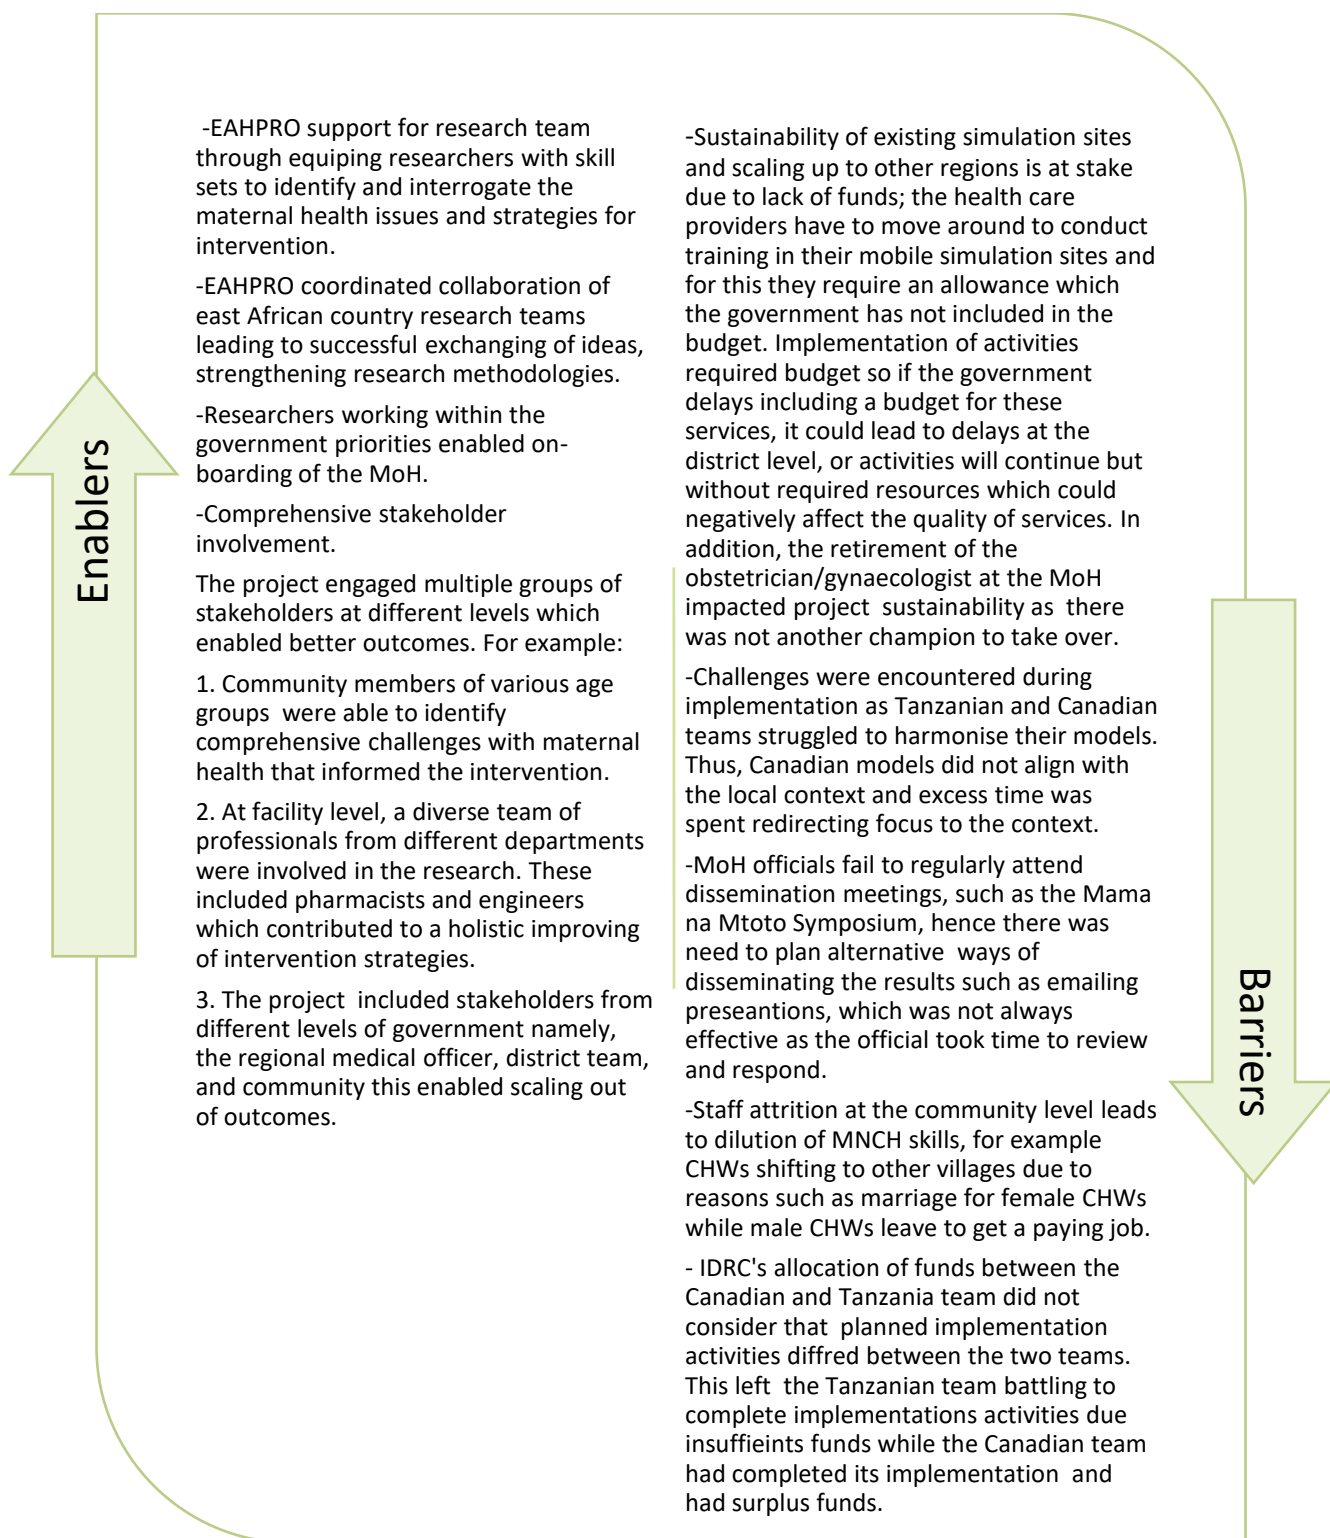 Enablers
-EAHPRO support for research team
through equiping researchers with skill
sets to identify and interrogate the
maternal health issues and strategies for
intervention.
-EAHPRO coordinated collaboration of
east African country research teams
leading to successful exchanging of ideas,
strengthening research methodologies.
-Researchers working within the
government priorities enabled on-
boarding of the MoH.
-Comprehensive stakeholder
involvement.
The project engaged multiple groups of
stakeholders at different levels which
enabled better outcomes. For example:
1. Community members of various age
groups were able to identify
comprehensive challenges with maternal
health that informed the intervention.
2. At facility level, a diverse team of
professionals from different departments
were involved in the research. These
included pharmacists and engineers
which contributed to a holistic improving
of intervention strategies.
3. The project included stakeholders from
different levels of government namely,
the regional medical officer, district team,
and community this enabled scaling out
of outcomes.
-Sustainability of existing simulation sites
and scaling up to other regions is at stake
due to lack of funds; the health care
providers have to move around to conduct
training in their mobile simulation sites and
for this they require an allowance which
the government has not included in the
budget. Implementation of activities
required budget so if the government
delays including a budget for these
services, it could lead to delays at the
district level, or activities will continue but
without required resources which could
negatively affect the quality of services. In
addition, the retirement of the
obstetrician/gynaecologist at the MoH
impacted project sustainability as there
was not another champion to take over.
-Challenges were encountered during
implementation as Tanzanian and Canadian
teams struggled to harmonise their models.
Thus, Canadian models did not align with
the local context and excess time was
spent redirecting focus to the context.
-MoH officials fail to regularly attend
dissemination meetings, such as the Mama
na Mtoto Symposium, hence there was
need to plan alternative ways of
disseminating the results such as emailing
preseantions, which was not always
effective as the official took time to review
and respond.
-Staff attrition at the community level leads
to dilution of MNCH skills, for example
CHWs shifting to other villages due to
reasons such as marriage for female CHWs
while male CHWs leave to get a paying job.
- IDRC's allocation of funds between the
Canadian and Tanzania team did not
consider that planned implementation
activities diffred between the two teams.
This left the Tanzanian team battling to
complete implementations activities due
insuffieints funds while the Canadian team
had completed its implementation and
had surplus funds.
Barriers